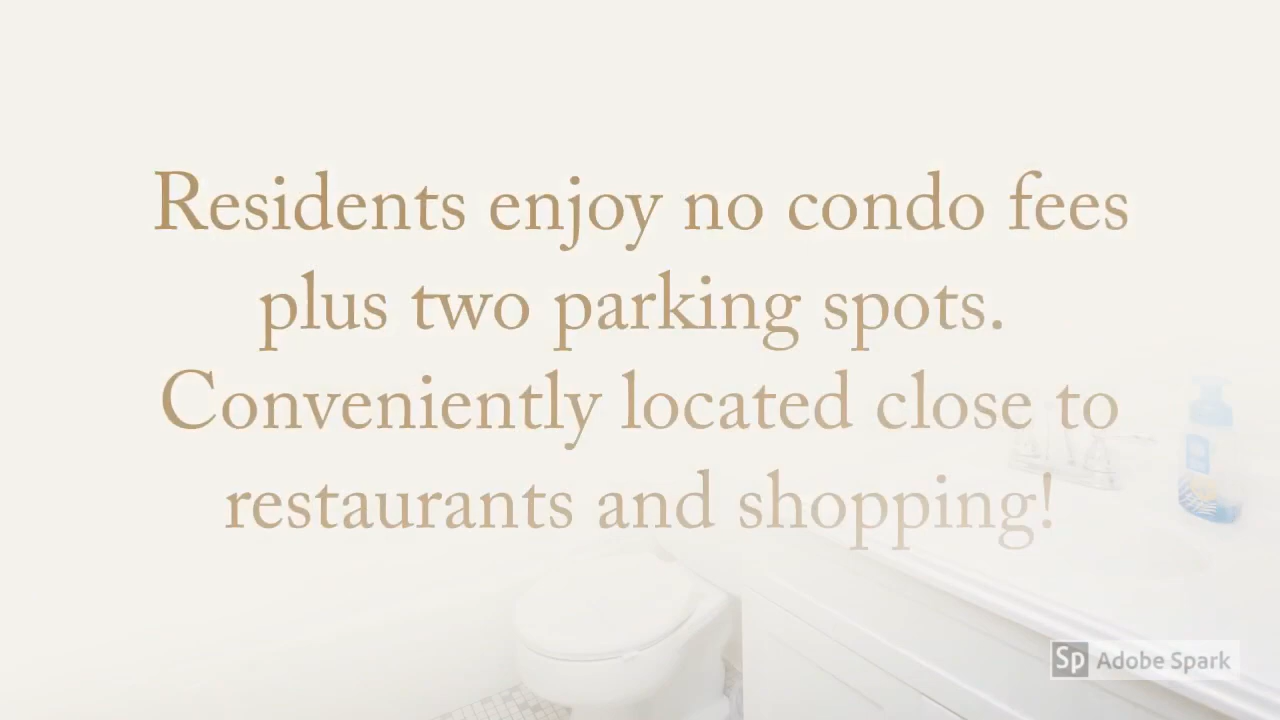 Residents enjoy no condo fees
plus two parking spots.
Conveniently located close to
restaurants and shopping!
Sp Adobe Spark